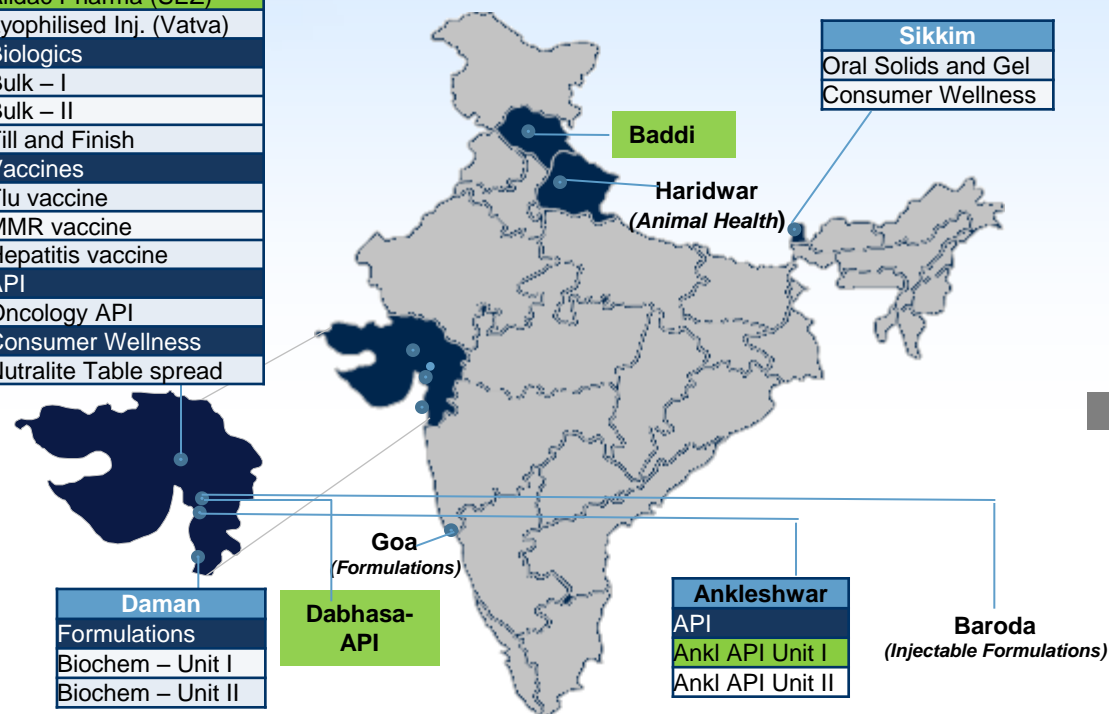 Pharma (SEZ)
yophilised Inj. (Vatva)
Biologics
Bulk – I
Bulk – II
Fill and Finish
Vaccines
Flu vaccine
MMR vaccine
Hepatitis vaccine
API
Oncology API
Consumer Wellness
Nutralite Table spread
Sikkim
Oral Solids and Gel
Consumer Wellness
Baddi
Haridwar
(Animal Health)
Goa
(Formulations)
Daman
Formulations
Biochem – Unit I
Biochem – Unit II
Dabhasa-
API
Ankleshwar
API
Ankl API Unit I
Ankl API Unit II
Baroda
(Injectable Formulations)